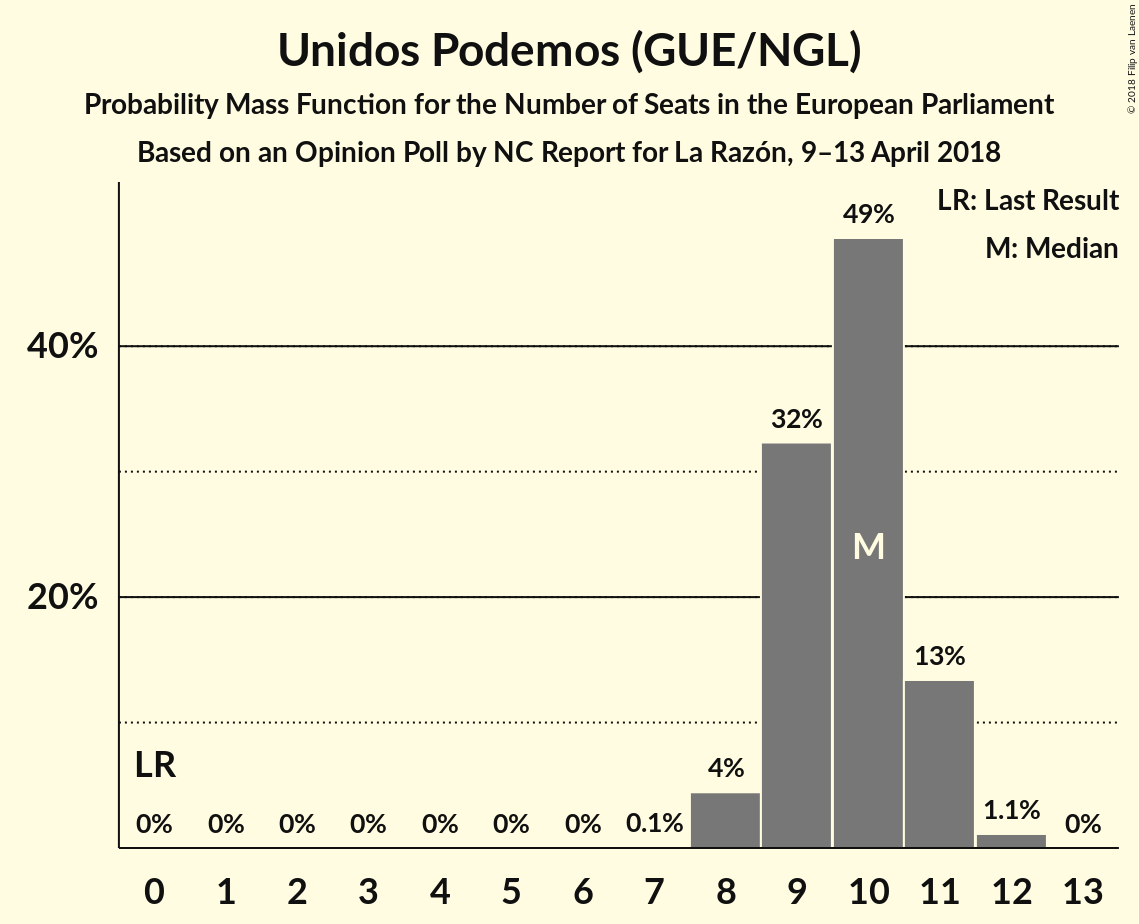 Unidos Podemos (GUE/NGL)
Probability Mass Function for the Number of Seats in the European Parliament
Based on an Opinion Poll by NC Report for La Razón, 9–13 April 2018
© 2018 Filip van Laenen
LR: Last Result
M: Median
49%
40%
32%
M
20%
13%
LR
4%
0% 0% 0% 0% 0% 0% 0% 0.1% 1.1% 0%
0 1 2 3 4 5 6 7 8 9 10 11 12 13